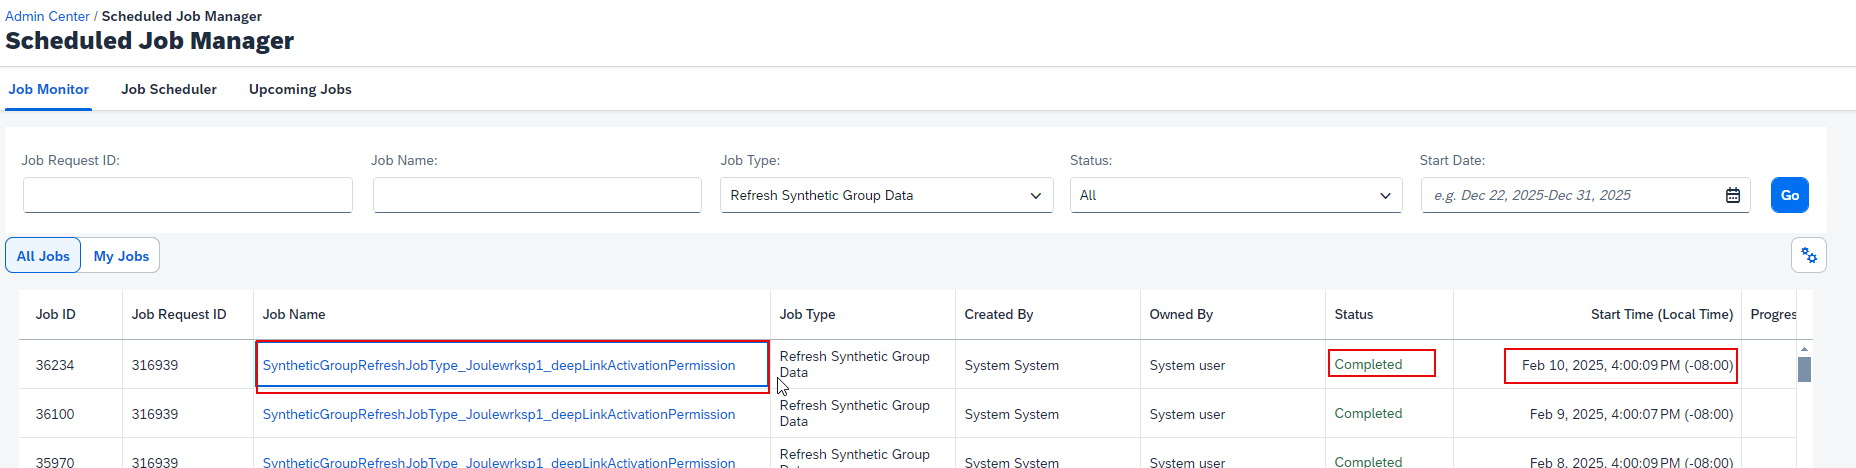 Admin Center / Scheduled Job Manager
Scheduled Job Manager
Job Monitor Job Scheduler Upcoming Jobs
Job Request ID: Job Name: Job Type: Status: Start Date:
Refresh Synthetic Group Data All e.g. Dec 22, 2025-Dec 31, 2025 Go
All Jobs My Jobs
Job ID Job Request ID Job Name Job Type Created By Owned By Status Start Time (Local Time) Progres
36234 316939 SyntheticGroupRefreshJobType_Joulewrksp1_deepLinkActivationPermission Refresh Synthetic Group Data System System System user Completed Feb 10, 2025, 4:00:09 PM (-08:00)
36100 316939 SyntheticGroupRefreshJobType_Joulewrksp1_deepLinkActivationPermission Refresh Synthetic Group Data System System System user Completed Feb 9, 2025, 4:00:07 PM (-08:00)
35970 316939 SyntheticGroupRefreshJobType_Joulewrksp1_deepLinkActivationPermission Refresh Synthetic Group System System System user Completed Feb 8, 2025, 4:00:09 PM (-08:00)